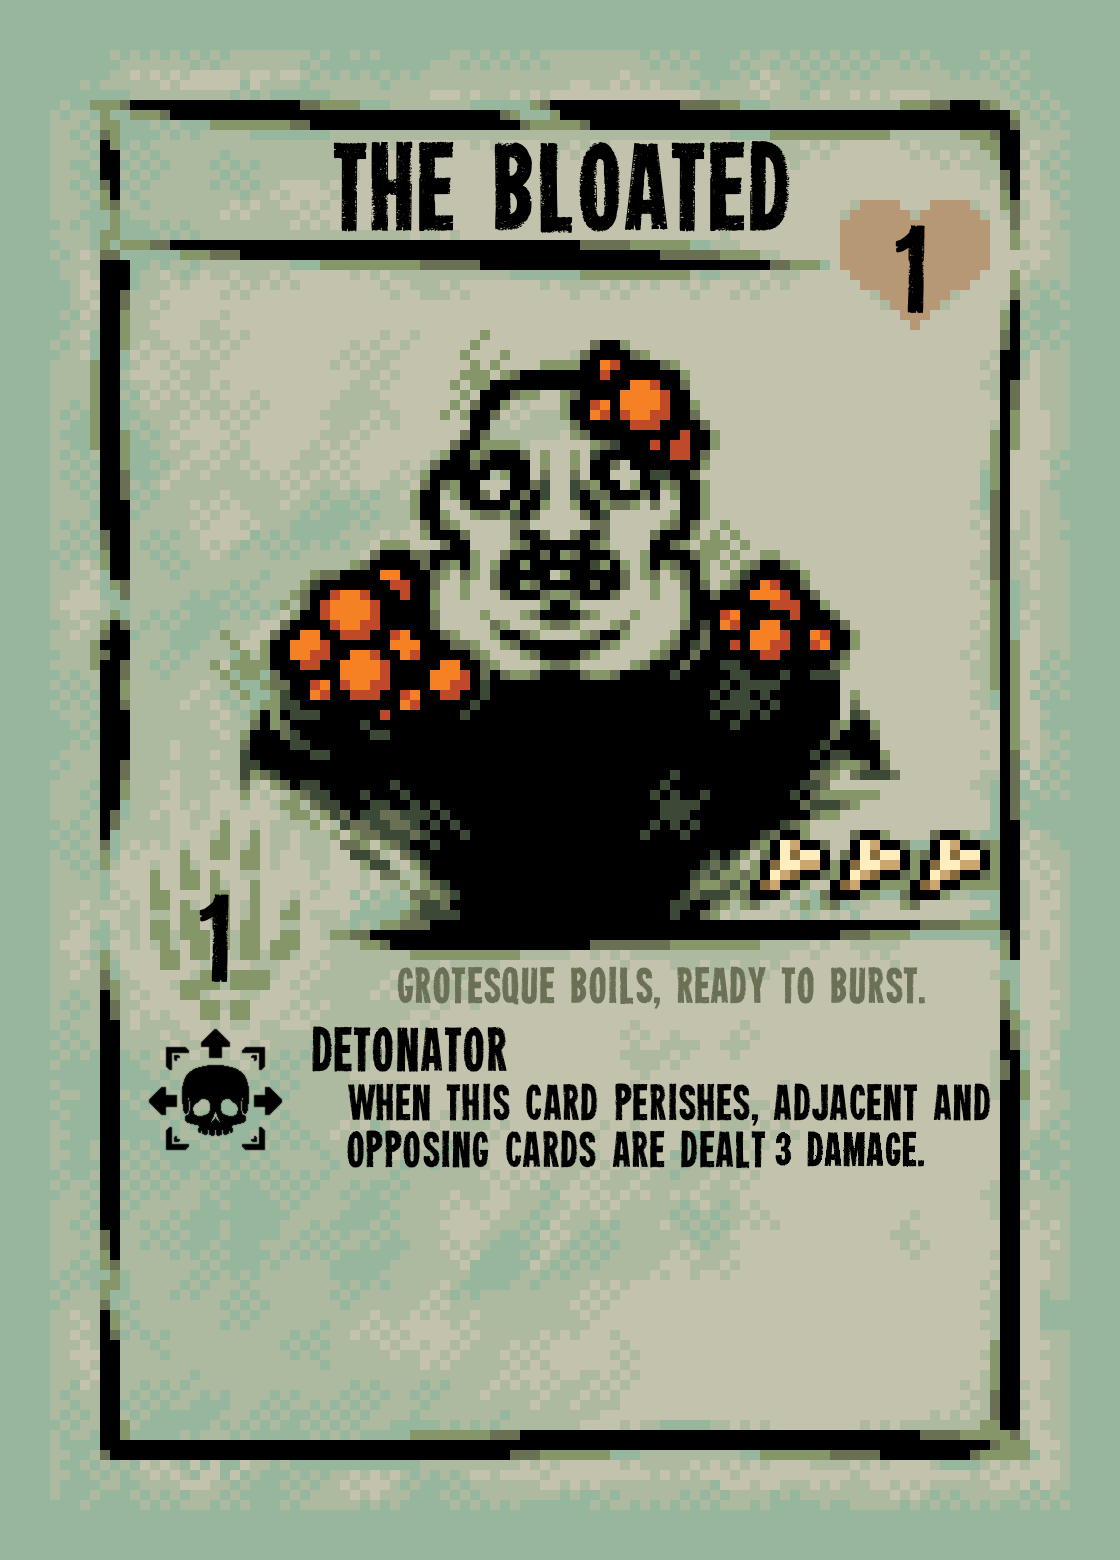 THE BLOATED
1
1
GROTESQUE BOILS, READY TO BURST.
DETONATOR
WHEN THIS CARD PERISHES, ADJACENT AND
OPPOSING CARDS ARE DEALT 3 DAMAGE.